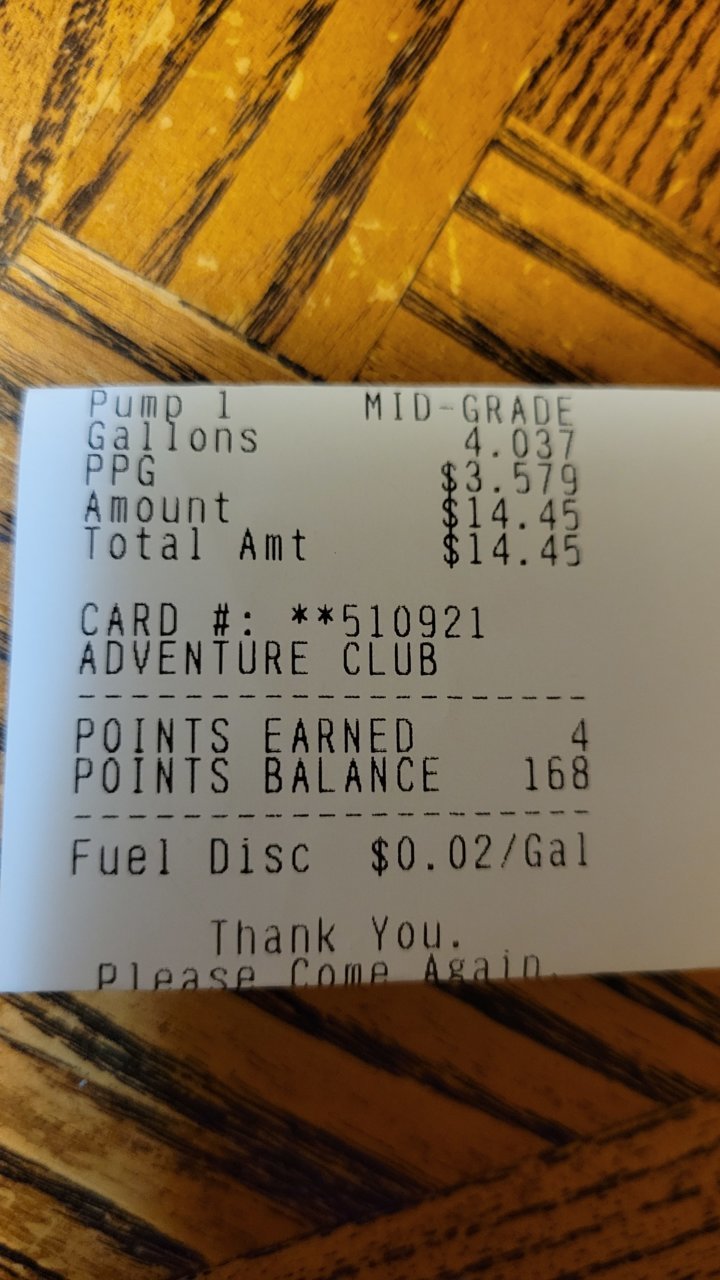 Pump 1 MID-GRADE
Gallons 4.037
PPG $3.579
Amount $14.45
Total Amt $14.45
CARD #: **510921
ADVENTURE CLUB
--------------------
POINTS EARNED 4
POINTS BALANCE 168
--------------------
Fuel Disc $0.02/Gal
Thank You.
Please Come Again.